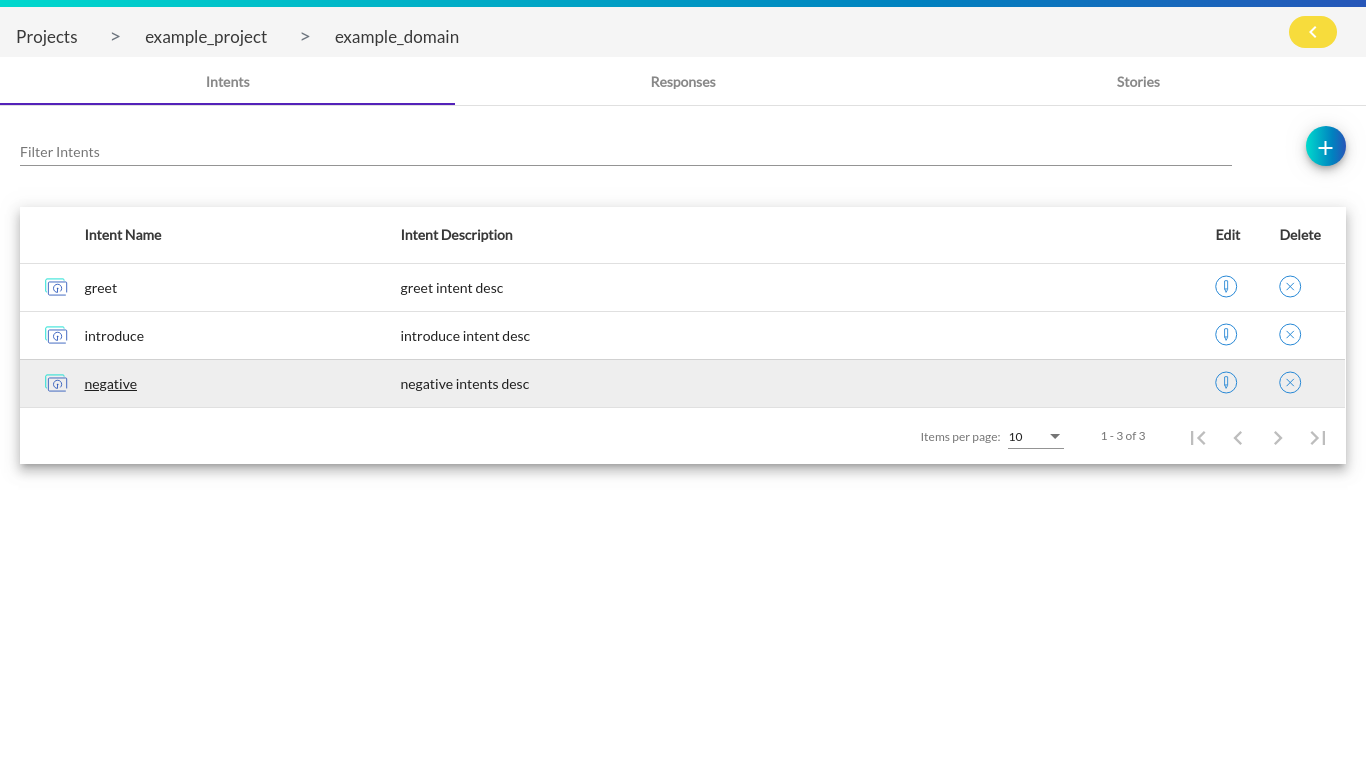 Projects > example_project > example_domain
Intents Responses Stories
Filter Intents
Intent Name Intent Description Edit Delete
greet greet intent desc
introduce introduce intent desc
negative negative intents desc
Items per page: 10 1 - 3 of 3